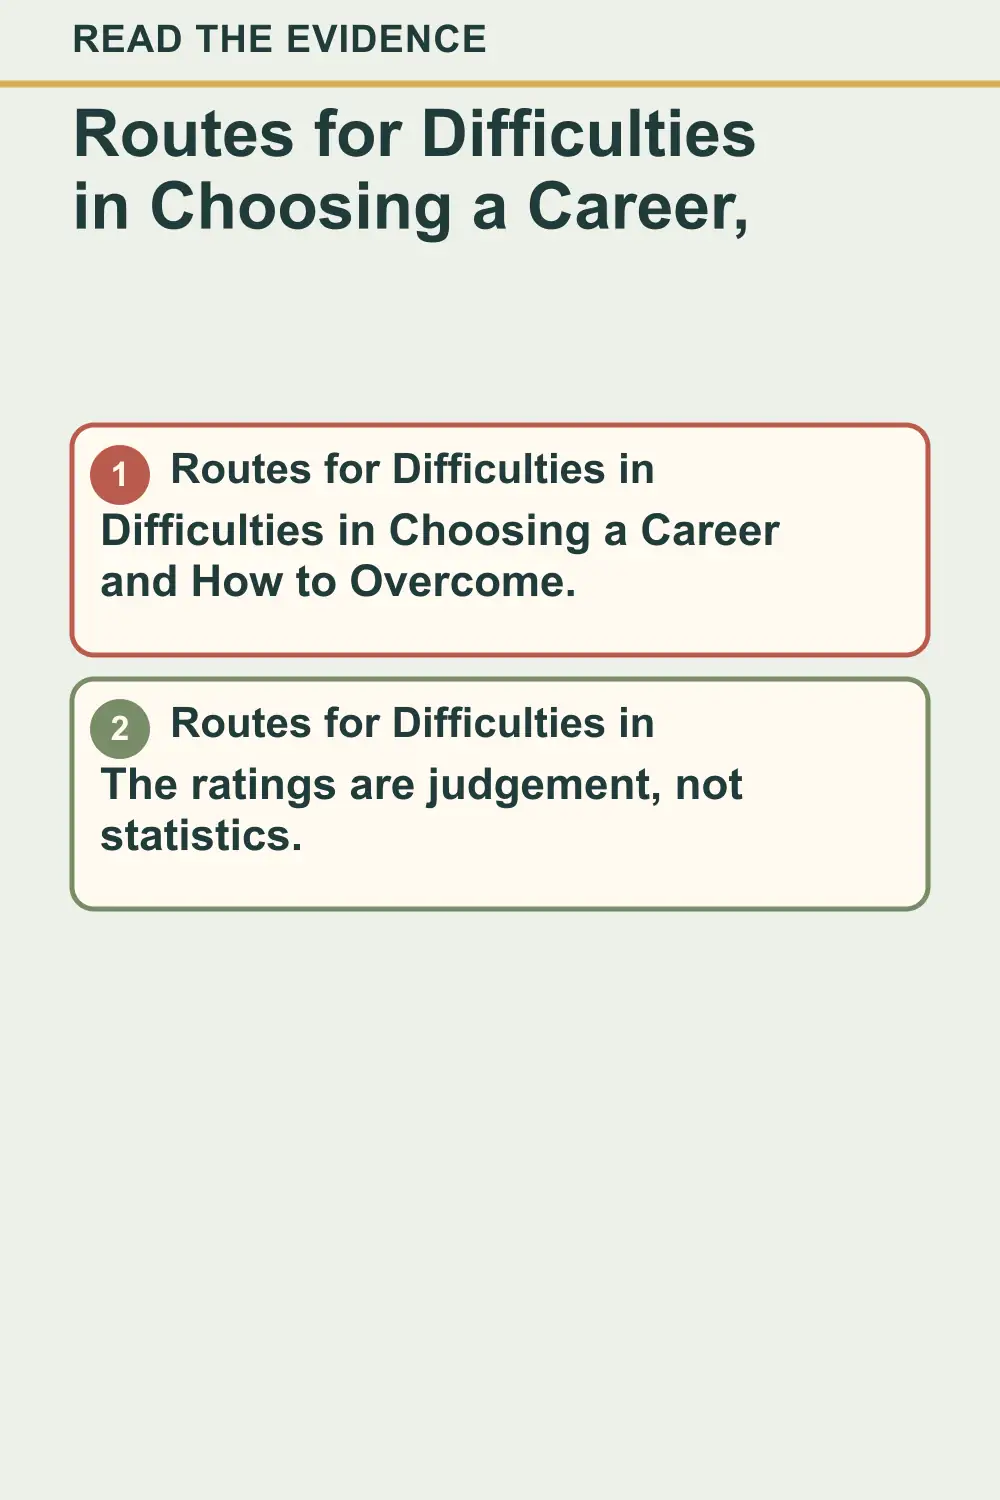 READ THE EVIDENCE
Routes for Difficulties
in Choosing a Career,
1 Routes for Difficulties in
Difficulties in Choosing a Career
and How to Overcome.
2 Routes for Difficulties in
The ratings are judgement, not
statistics.